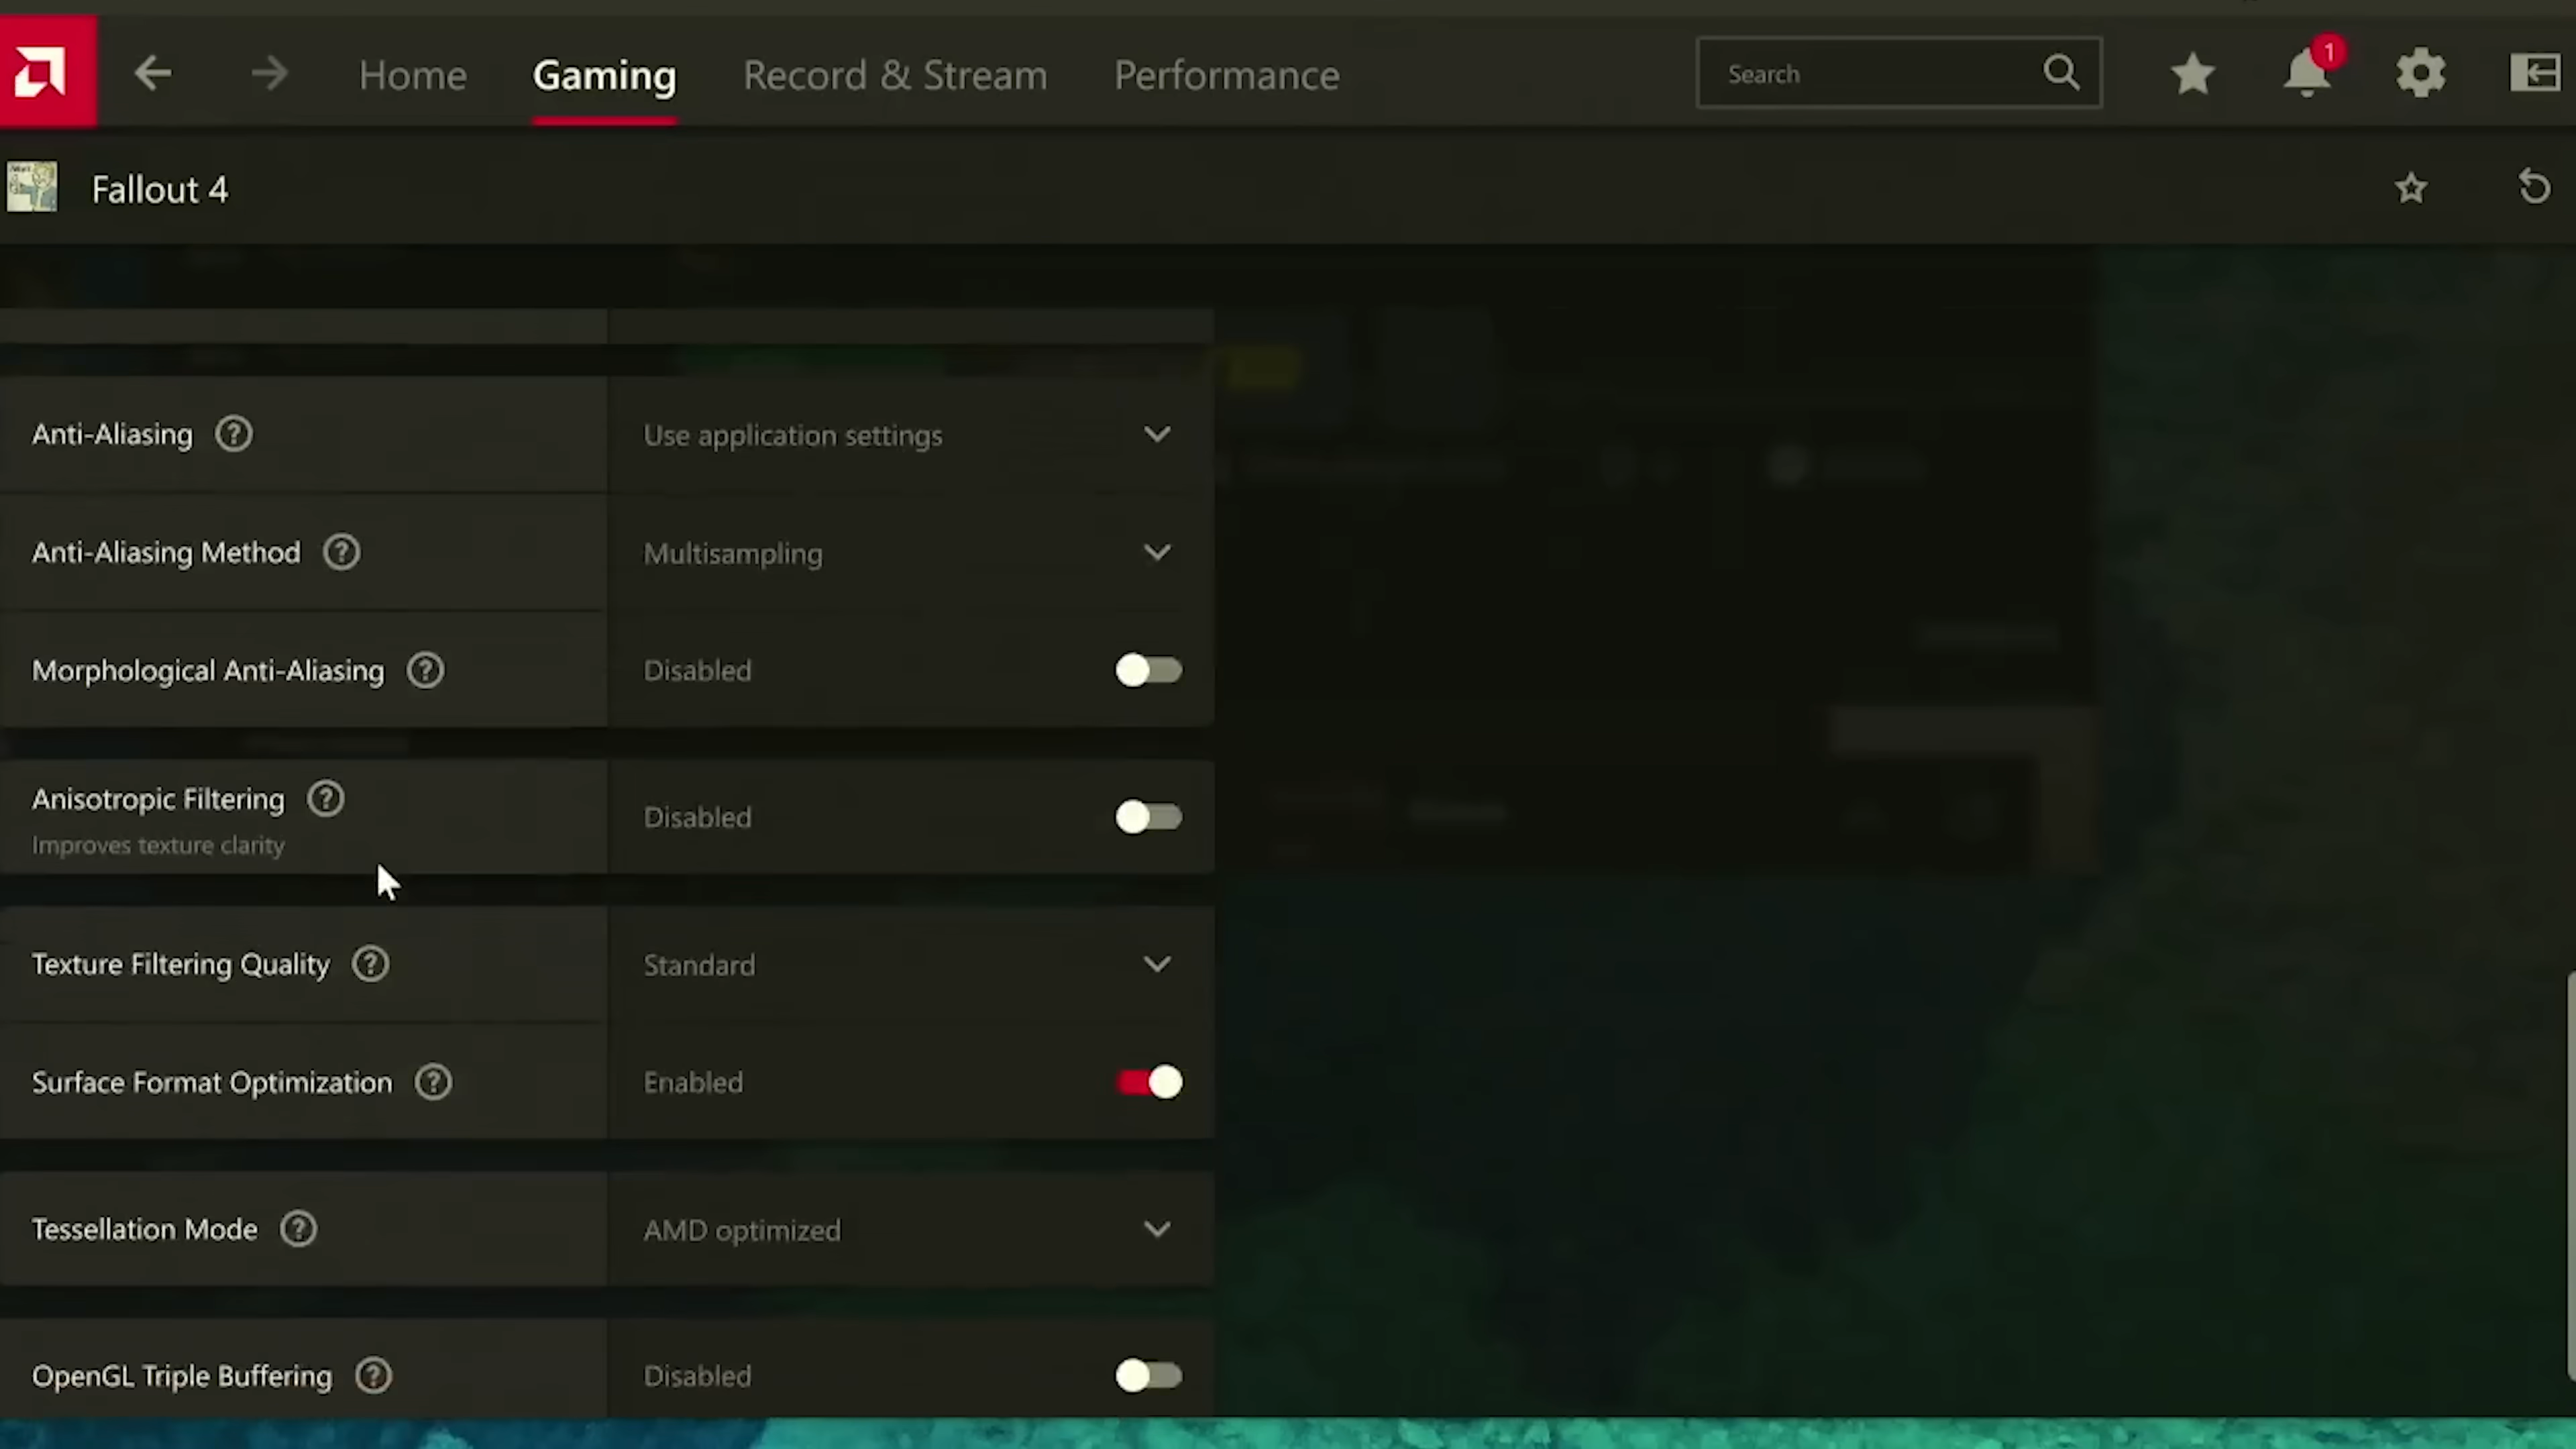 Home Gaming Record & Stream Performance Search 1
Fallout 4
Anti-Aliasing Use application settings
Anti-Aliasing Method Multisampling
Morphological Anti-Aliasing Disabled
Anisotropic Filtering Disabled
Improves texture clarity
Texture Filtering Quality Standard
Surface Format Optimization Enabled
Tessellation Mode AMD optimized
OpenGL Triple Buffering Disabled